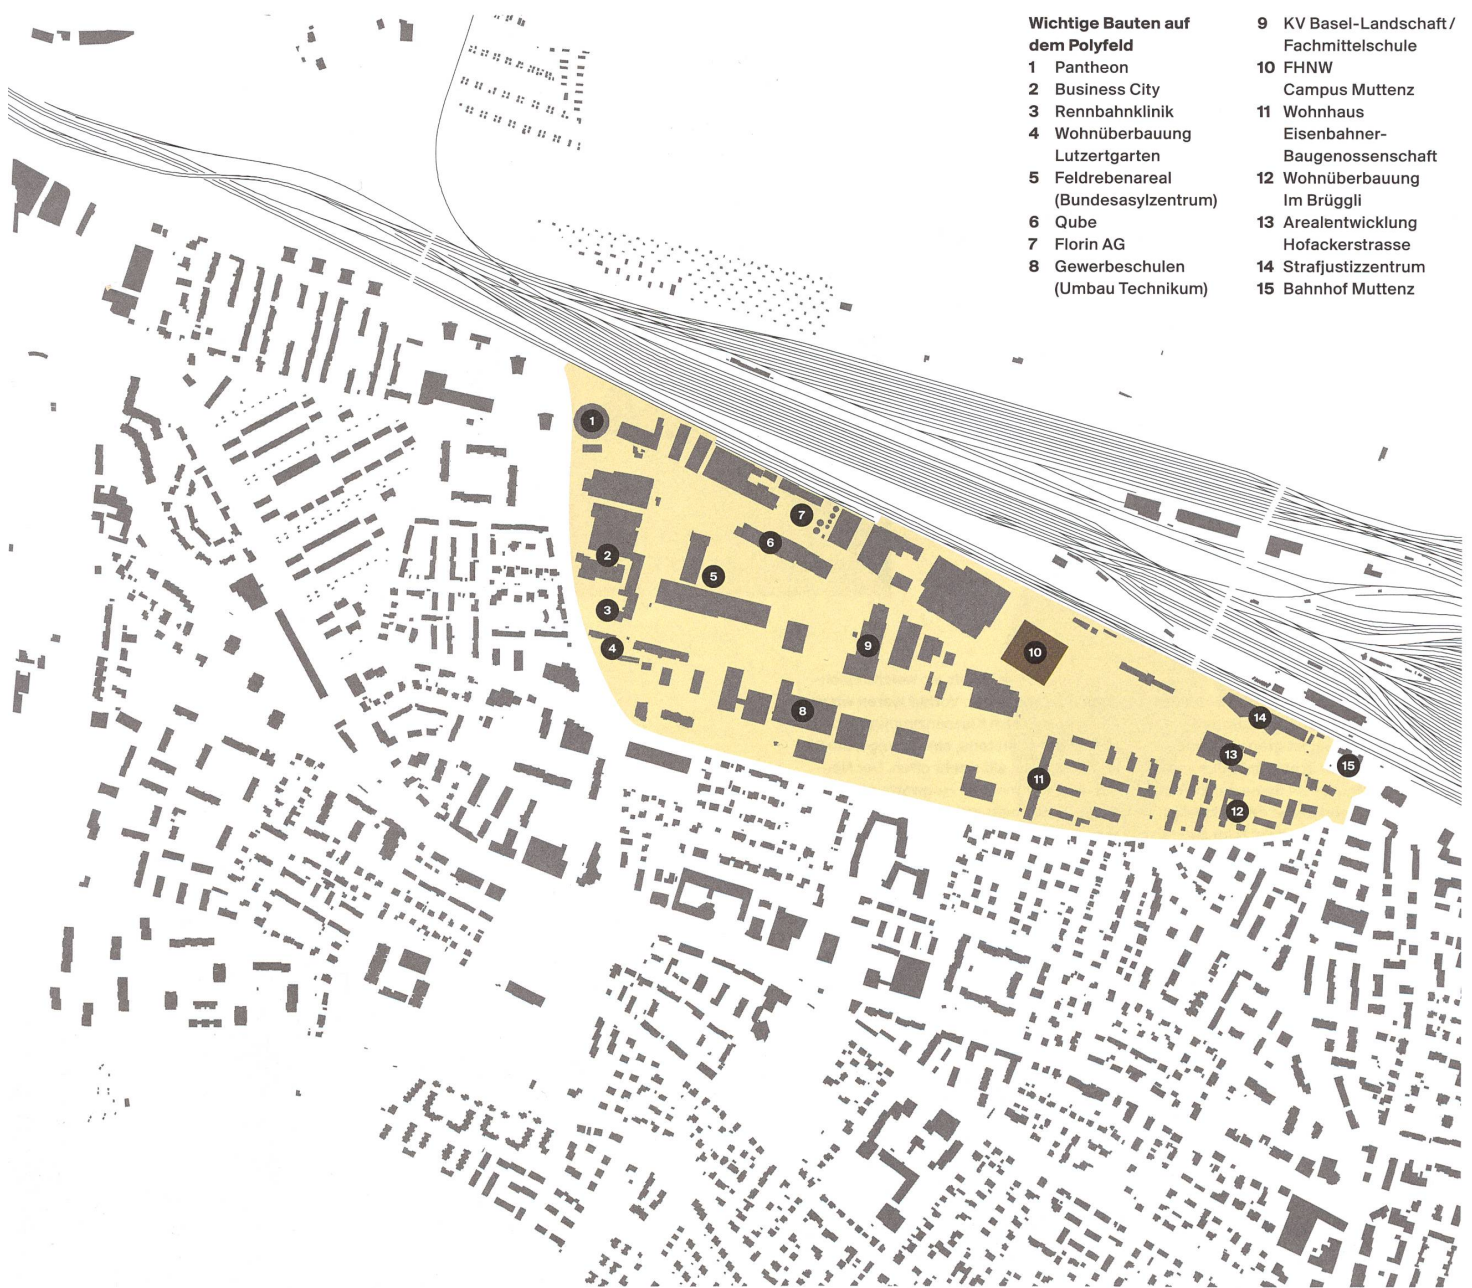 Wichtige Bauten auf
dem Polyfeld
1 Pantheon
2 Business City
3 Rennbahnklinik
4 Wohnüberbauung
Lutzertgarten
5 Feldrebenareal
(Bundesasylzentrum)
6 Qube
7 Florin AG
8 Gewerbeschulen
(Umbau Technikum)
9 KV Basel-Landschaft/
Fachmittelschule
10 FHNW
Campus Muttenz
11 Wohnhaus
Eisenbahner-
Baugenossenschaft
12 Wohnüberbauung
Im Brüggli
13 Arealentwicklung
Hofackerstrasse
14 Strafjustizzentrum
15 Bahnhof Muttenz
1
7
6
2
5
3
4
9
10
8
14
13
15
11
12